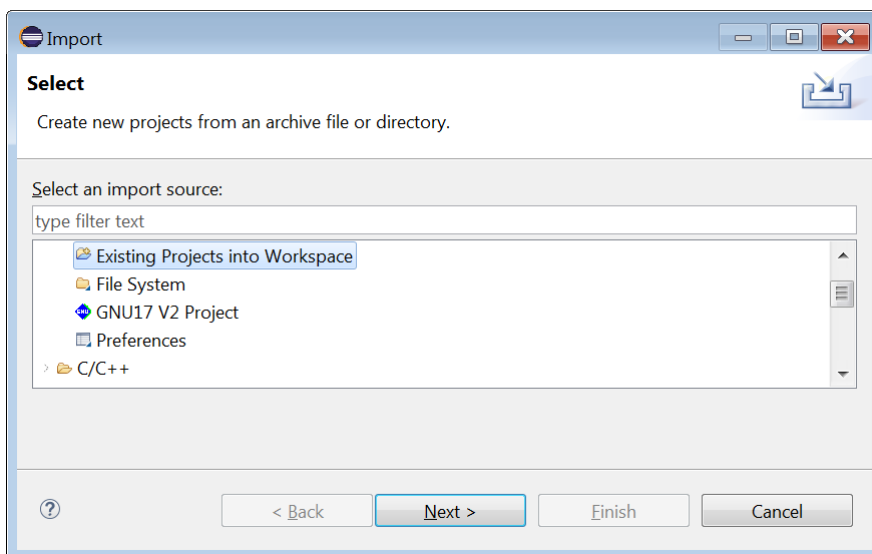 Import
Select
Create new projects from an archive file or directory.
Select an import source:
type filter text
Existing Projects into Workspace
File System
GNU17 V2 Project
Preferences
C/C++
? < Back Next > Finish Cancel